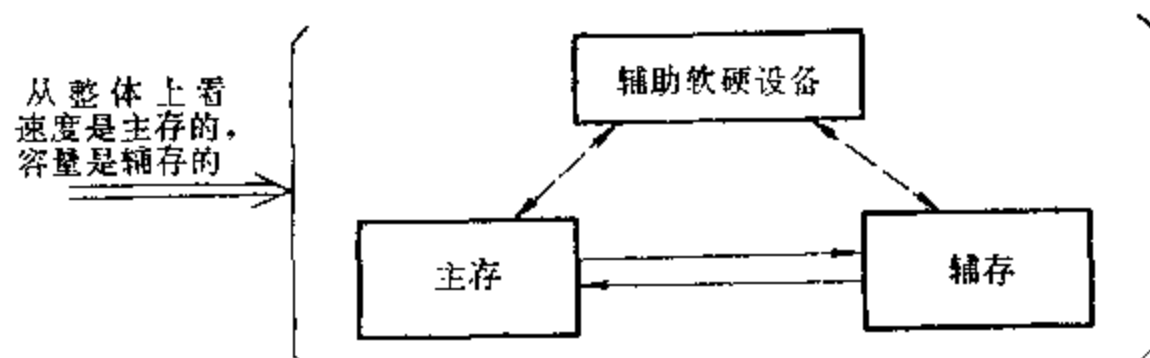 辅助软硬设备
从整体上看
速度是主存的，
容量是辅存的
主存
辅存